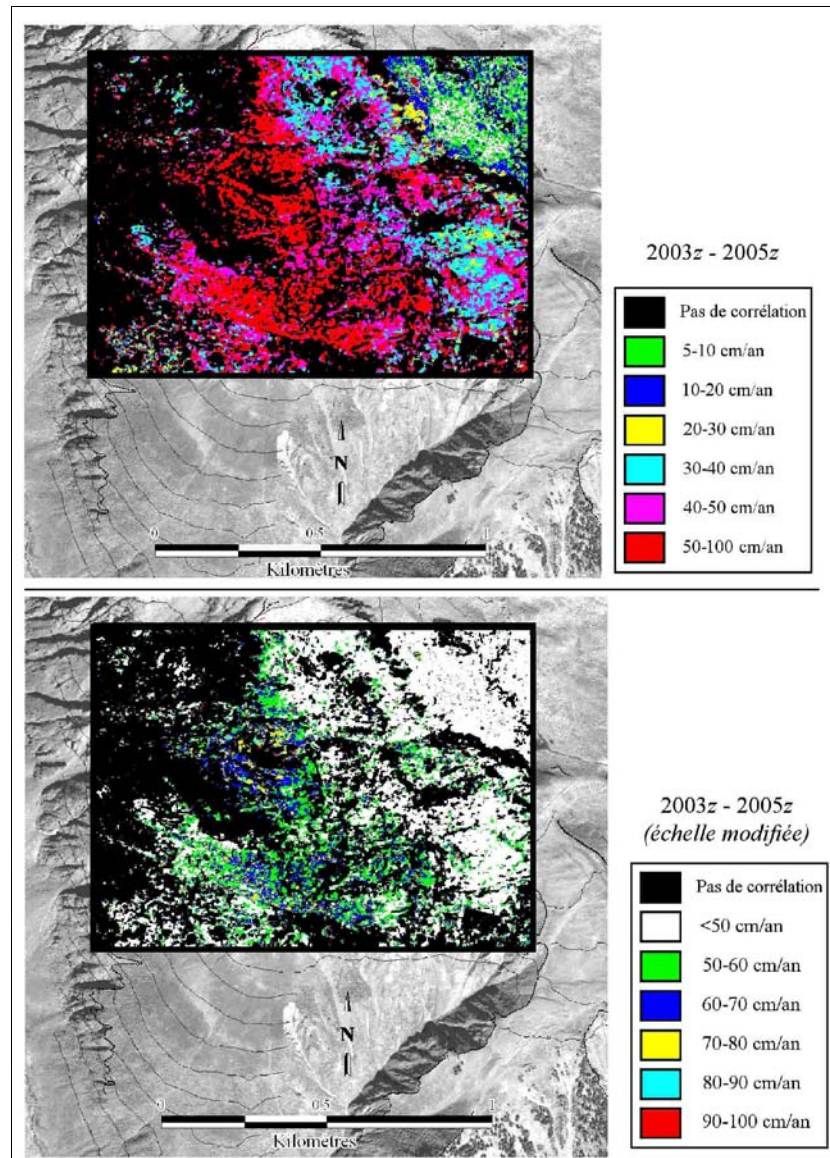 2003z - 2005z
Pas de corrélation
5-10 cm/an
10-20 cm/an
20-30 cm/an
30-40 cm/an
40-50 cm/an
50-100 cm/an
N
0 0.5 1
Kilomètres
2003z - 2005z
(échelle modifiée)
Pas de corrélation
<50 cm/an
50-60 cm/an
60-70 cm/an
70-80 cm/an
80-90 cm/an
90-100 cm/an
N
0 0.5 1
Kilomètres